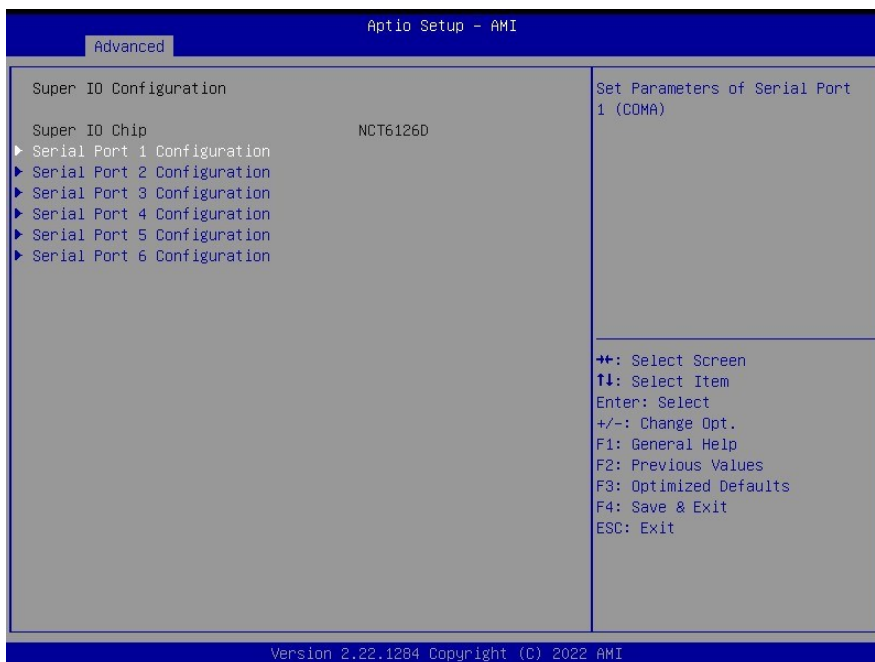 Aptio Setup – AMI
Advanced
Super IO Configuration
Super IO Chip NCT6126D
▶ Serial Port 1 Configuration
▶ Serial Port 2 Configuration
▶ Serial Port 3 Configuration
▶ Serial Port 4 Configuration
▶ Serial Port 5 Configuration
▶ Serial Port 6 Configuration
Set Parameters of Serial Port
1 (COMA)
→←: Select Screen
↑↓: Select Item
Enter: Select
+/-: Change Opt.
F1: General Help
F2: Previous Values
F3: Optimized Defaults
F4: Save & Exit
ESC: Exit
Version 2.22.1284 Copyright (C) 2022 AMI